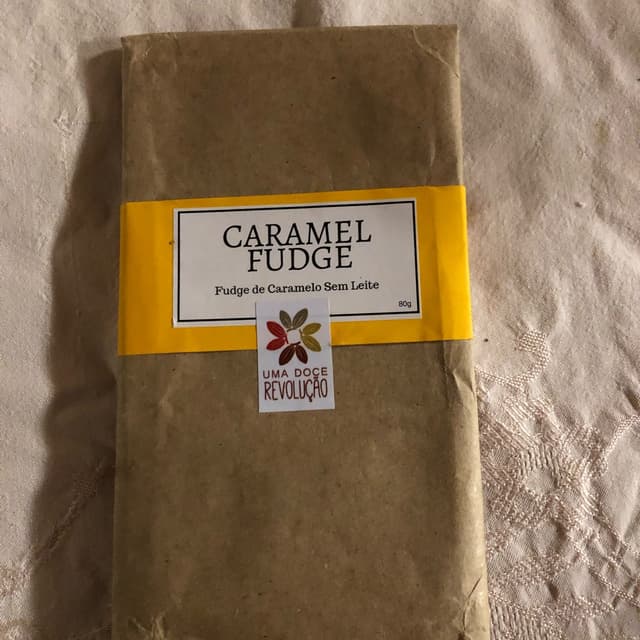 CARAMEL
FUDGE
Fudge de Caramelo Sem Leite
80g
UMA DOCE
REVOLUÇÃO